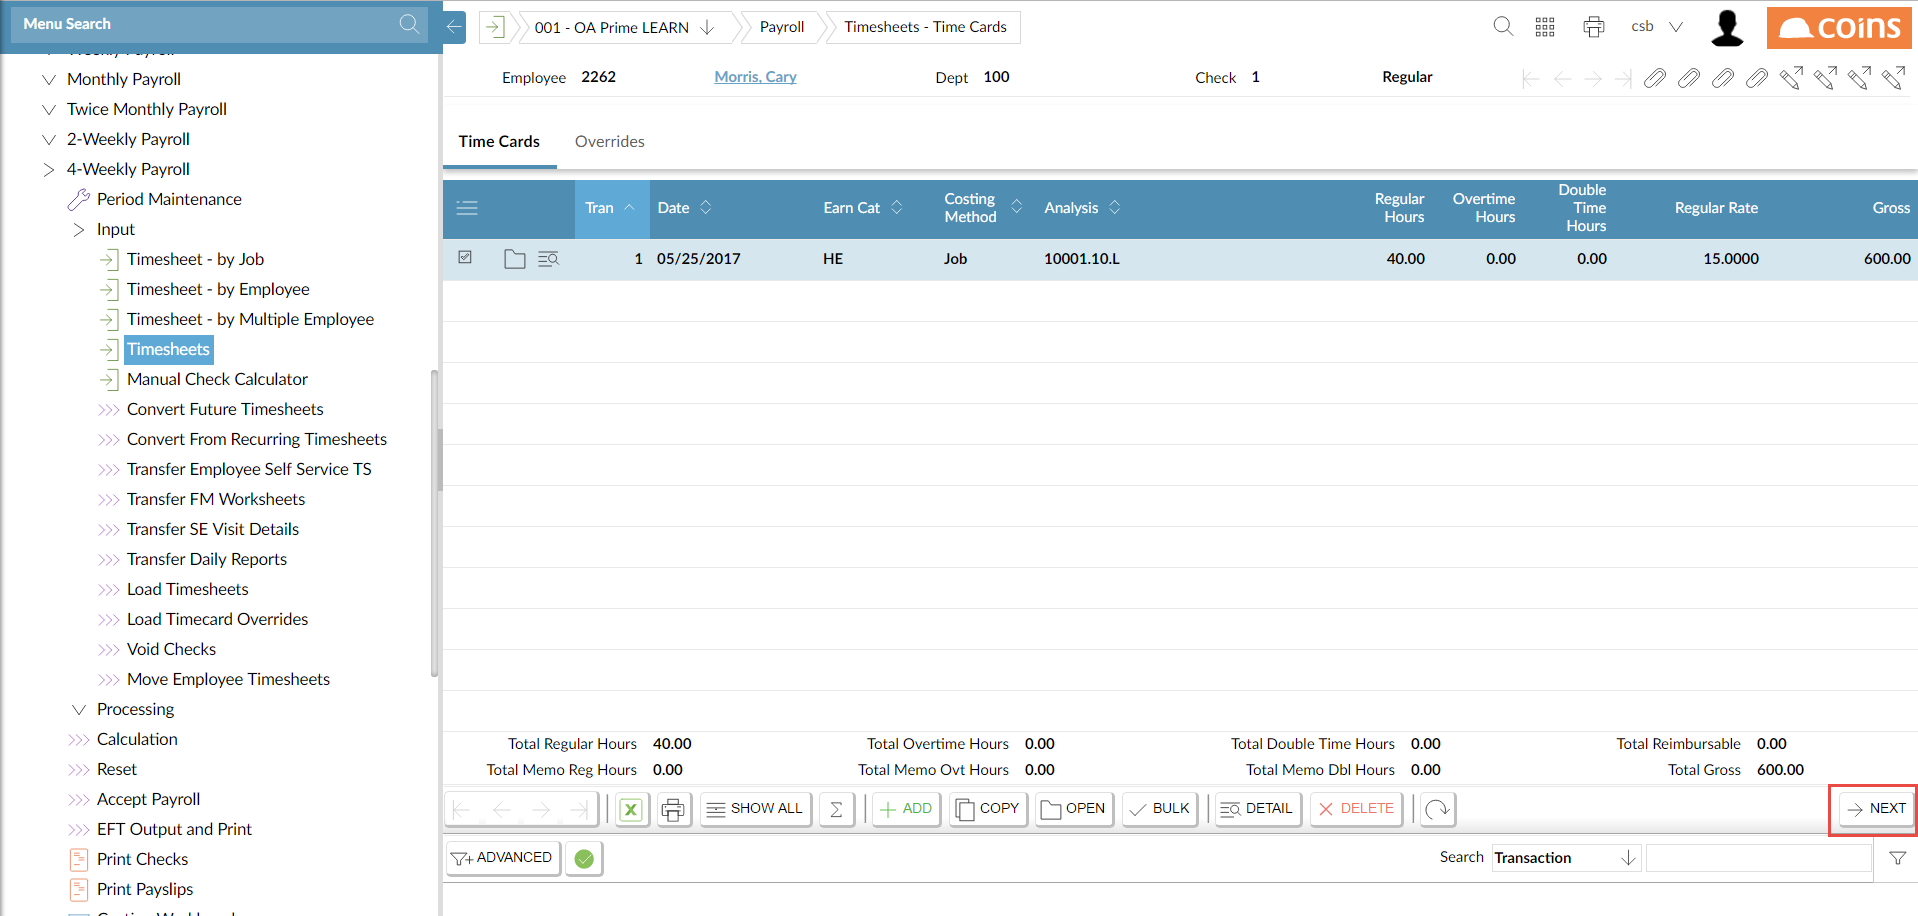 Menu Search
Weekly Payroll
Monthly Payroll
Twice Monthly Payroll
2-Weekly Payroll
4-Weekly Payroll
Period Maintenance
Input
Timesheet - by Job
Timesheet - by Employee
Timesheet - by Multiple Employee
Timesheets
Manual Check Calculator
Convert Future Timesheets
Convert From Recurring Timesheets
Transfer Employee Self Service TS
Transfer FM Worksheets
Transfer SE Visit Details
Transfer Daily Reports
Load Timesheets
Load Timecard Overrides
Void Checks
Move Employee Timesheets
Processing
Calculation
Reset
Accept Payroll
EFT Output and Print
Print Checks
Print Payslips
001 - OA Prime LEARN Payroll Timesheets - Time Cards csb coins
Employee 2262 Morris, Cary Dept 100 Check 1 Regular
Time Cards Overrides
Tran Date Earn Cat Costing Method Analysis Regular Hours Overtime Hours Double Time Hours Regular Rate Gross
1 05/25/2017 HE Job 10001.10.L 40.00 0.00 0.00 15.0000 600.00
Total Regular Hours 40.00 Total Overtime Hours 0.00 Total Double Time Hours 0.00 Total Reimbursable 0.00
Total Memo Reg Hours 0.00 Total Memo Ovt Hours 0.00 Total Memo Dbl Hours 0.00 Total Gross 600.00
SHOW ALL Σ ADD COPY OPEN BULK DETAIL DELETE NEXT
ADVANCED Search Transaction